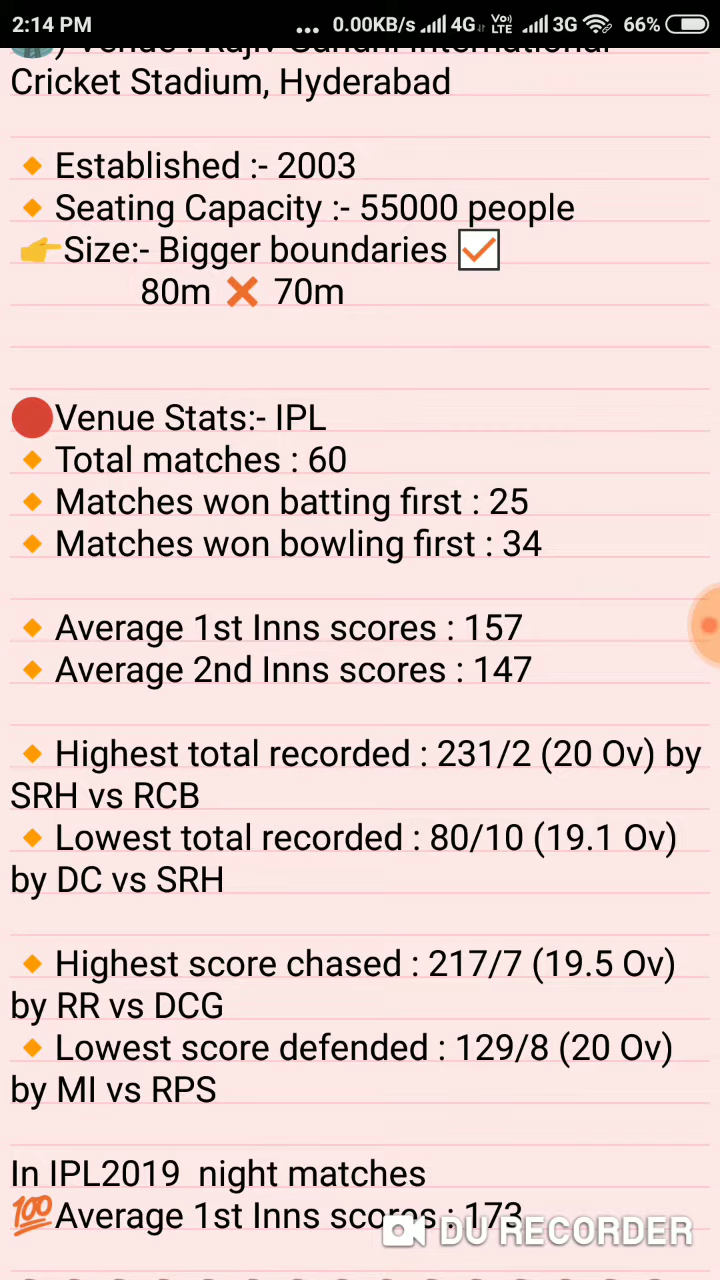 2:14 PM ... 0.00KB/s 4G VoLTE 3G 66%
Venue : Rajiv Gandhi International
Cricket Stadium, Hyderabad
🔸 Established :- 2003
🔸 Seating Capacity :- 55000 people
👉Size:- Bigger boundaries ☑
80m ❌ 70m
🔴Venue Stats:- IPL
🔸 Total matches : 60
🔸 Matches won batting first : 25
🔸 Matches won bowling first : 34
🔸 Average 1st Inns scores : 157
🔸 Average 2nd Inns scores : 147
🔸 Highest total recorded : 231/2 (20 Ov) by
SRH vs RCB
🔸 Lowest total recorded : 80/10 (19.1 Ov)
by DC vs SRH
🔸 Highest score chased : 217/7 (19.5 Ov)
by RR vs DCG
🔸 Lowest score defended : 129/8 (20 Ov)
by MI vs RPS
In IPL2019 night matches
💯Average 1st Inns scores : 173
DU RECORDER